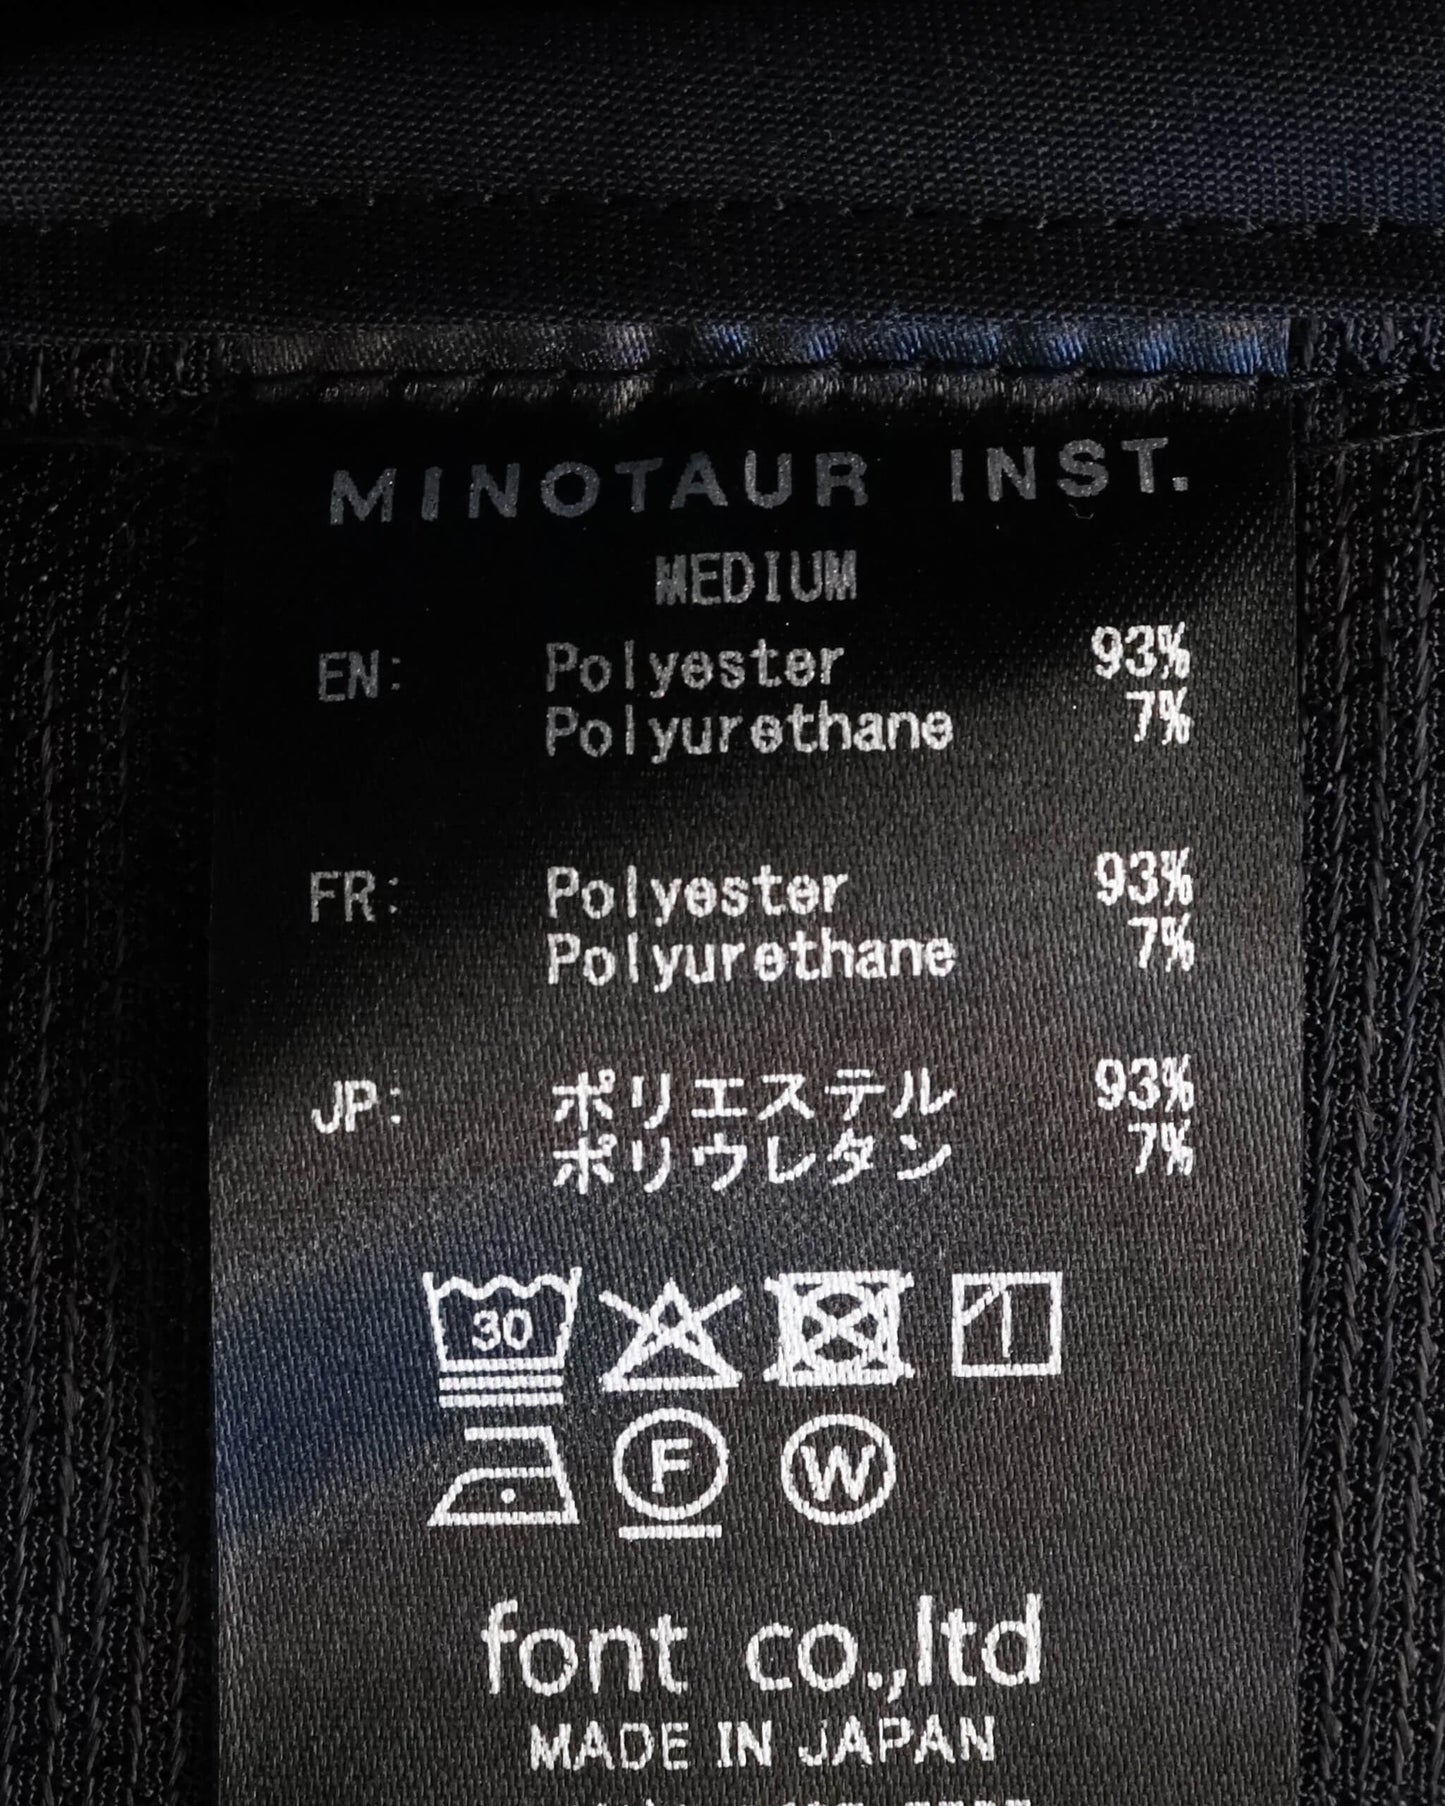 MINOTAUR INST.
MEDIUM
EN: Polyester 93%
Polyurethane 7%
FR: Polyester 93%
Polyurethane 7%
JP: ポリエステル 93%
ポリウレタン 7%
30
F W
font co.,ltd
MADE IN JAPAN